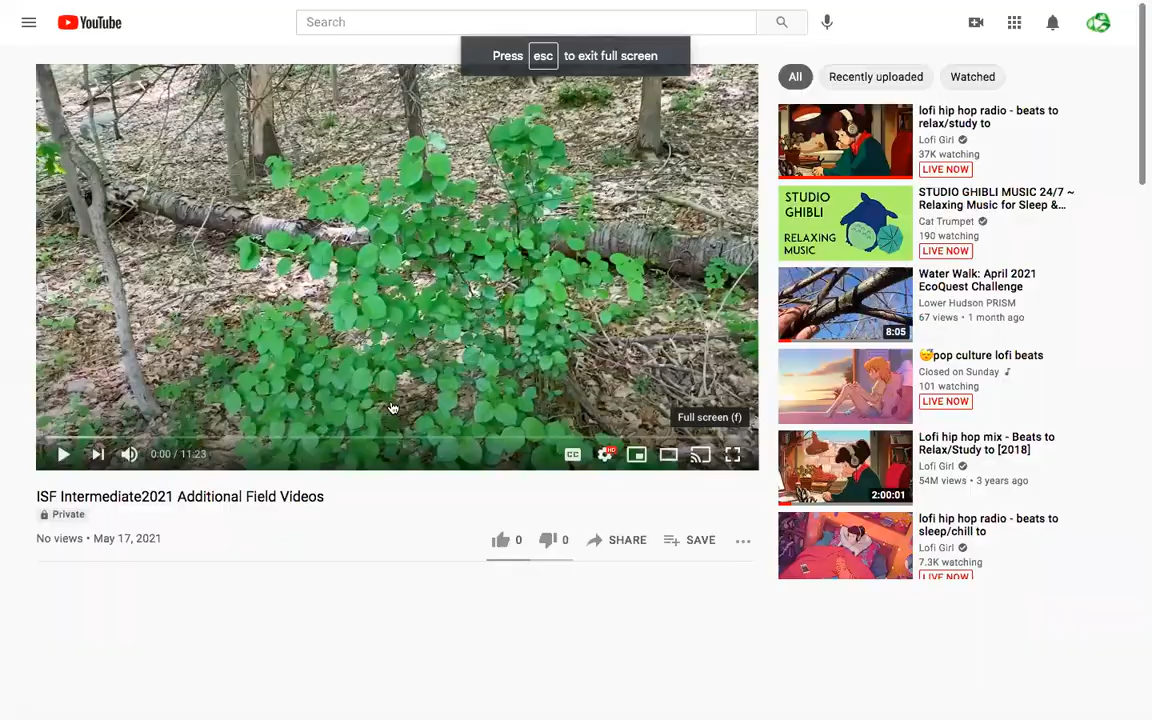 YouTube
Search
Press esc to exit full screen
All
Recently uploaded
Watched
Full screen (f)
0:00 / 11:23
CC
HD
ISF Intermediate2021 Additional Field Videos
Private
No views • May 17, 2021
0
0
SHARE
SAVE
lofi hip hop radio - beats to
relax/study to
Lofi Girl
37K watching
LIVE NOW
STUDIO
GHIBLI
RELAXING
MUSIC
STUDIO GHIBLI MUSIC 24/7 ~
Relaxing Music for Sleep &...
Cat Trumpet
190 watching
LIVE NOW
8:05
Water Walk: April 2021
EcoQuest Challenge
Lower Hudson PRISM
67 views • 1 month ago
😴pop culture lofi beats
Closed on Sunday
101 watching
LIVE NOW
2:00:01
Lofi hip hop mix - Beats to
Relax/Study to [2018]
Lofi Girl
54M views • 3 years ago
lofi hip hop radio - beats to
sleep/chill to
Lofi Girl
7.3K watching
LIVE NOW